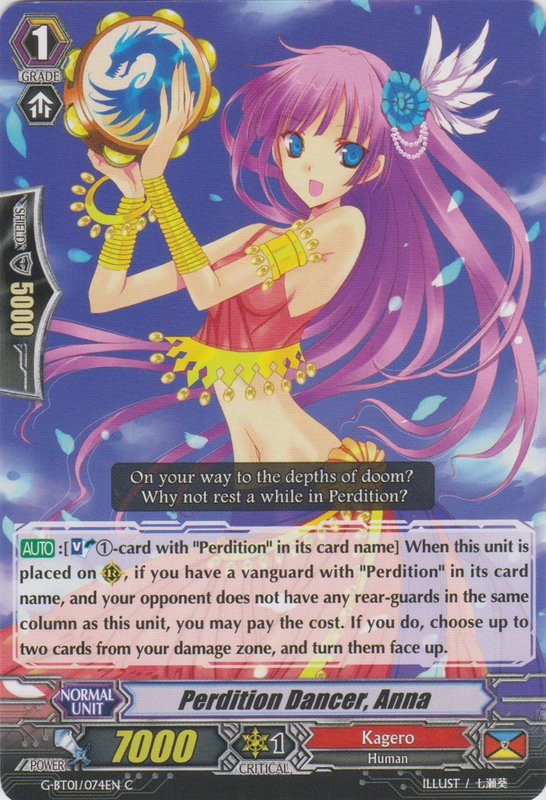 1
GRADE
SHIELD
5000
On your way to the depths of doom?
Why not rest a while in Perdition?
AUTO :[V ①-card with "Perdition" in its card name] When this unit is
placed on R, if you have a vanguard with "Perdition" in its card
name, and your opponent does not have any rear-guards in the same
column as this unit, you may pay the cost. If you do, choose up to
two cards from your damage zone, and turn them face up.
NORMAL
UNIT
Perdition Dancer, Anna
POWER
7000
1
CRITICAL
Kagero
Human
G-BT01/074EN C
ILLUST / 七瀬葵